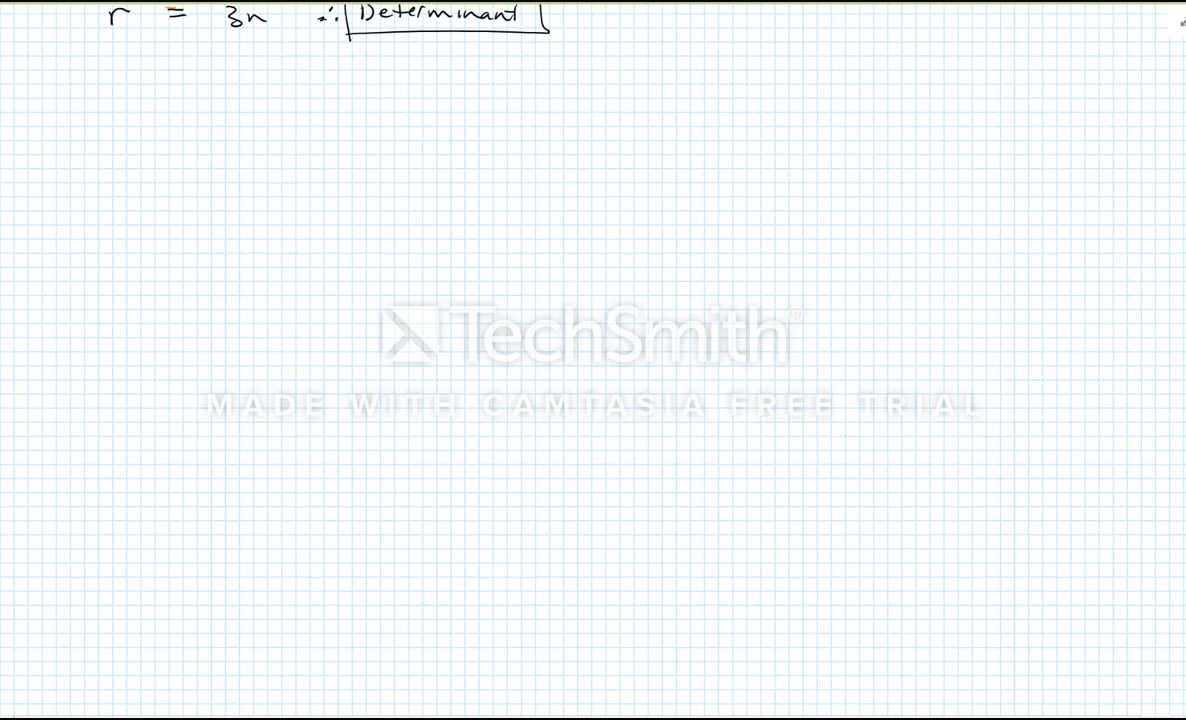 r = 3n ∴ Determinant
TechSmith®
MADE WITH CAMTASIA FREE TRIAL